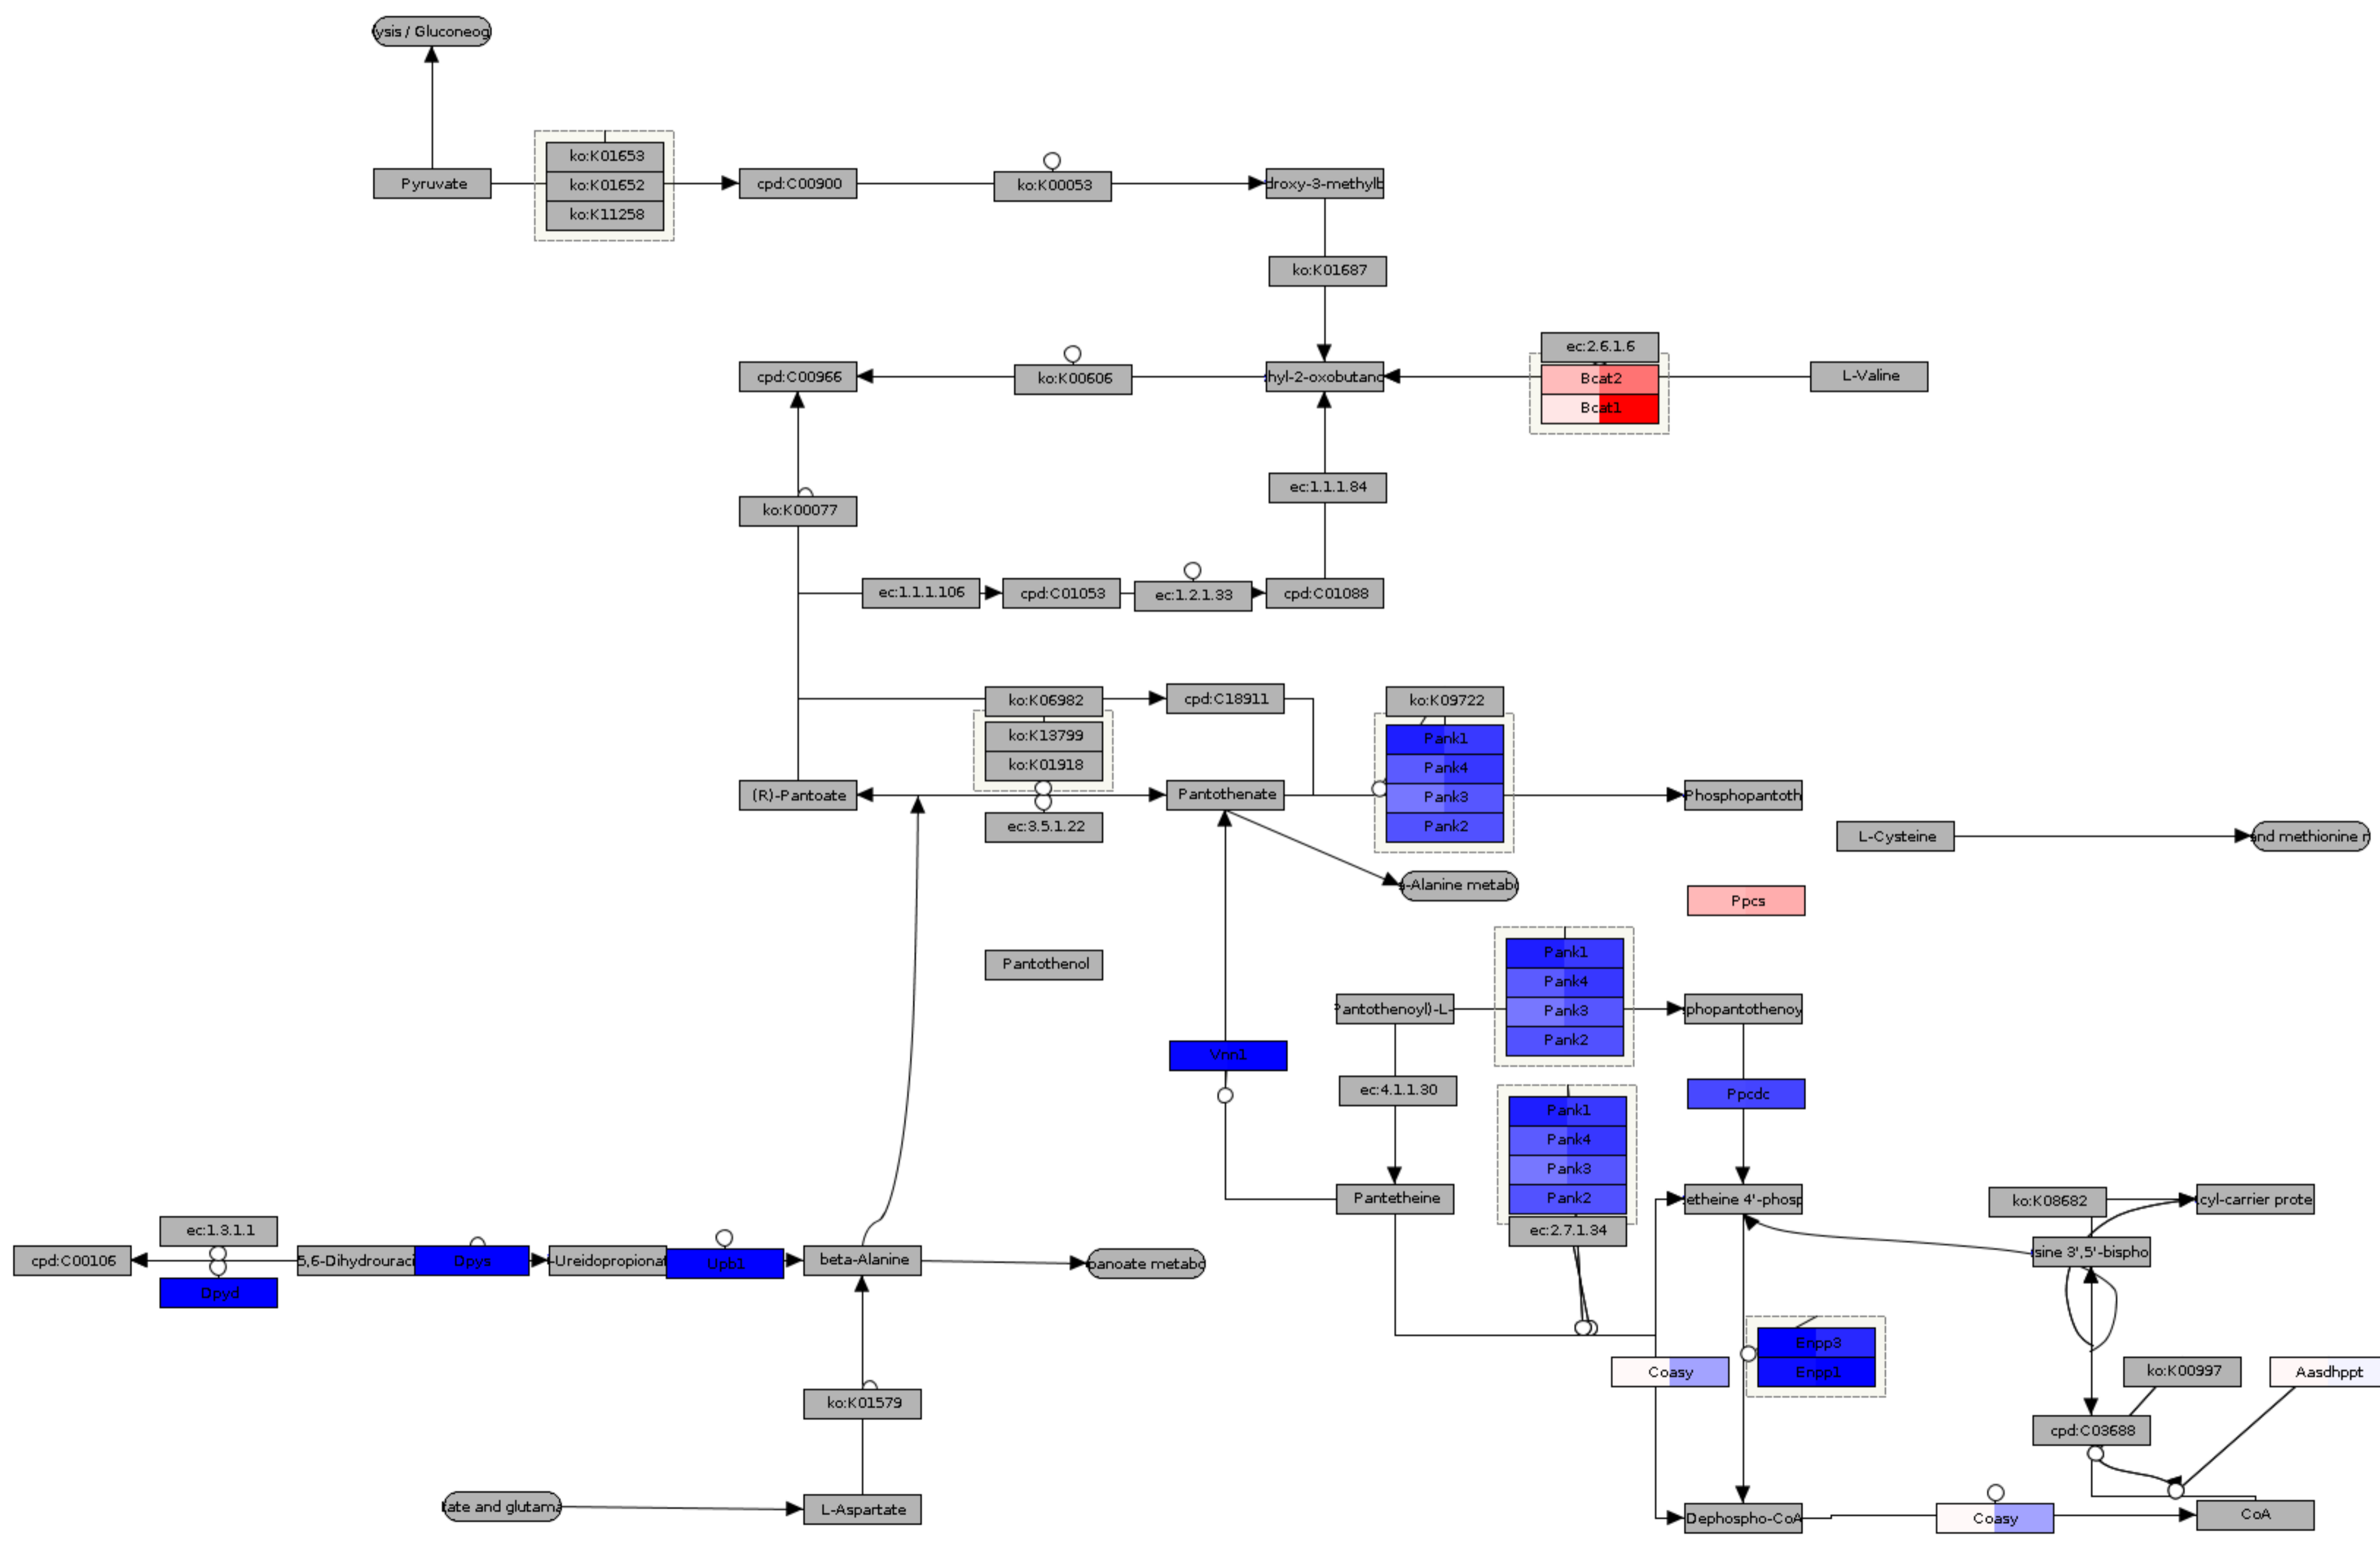 ysis / Gluconeog
ko:K01653
Pyruvate
ko:K01652
cpd:C00900
ko:K00053
droxy-3-methylb
ko:K11258
ko:K01687
ec:2.6.1.6
cpd:C00966
ko:K00606
hyl-2-oxobutano
Bcat2
L-Valine
Bcat1
ko:K00077
ec:1.1.1.84
ec:1.1.1.106
cpd:C01053
ec:1.2.1.33
cpd:C01088
ko:K06982
cpd:C18911
ko:K09722
ko:K13799
Pank1
ko:K01918
Pank4
(R)-Pantoate
Pantothenate
Pank3
Phosphopantoth
ec:3.5.1.22
Pank2
L-Cysteine
and methionine m
-Alanine metabo
Ppcs
Pantothenol
Pank1
Pank4
Pantothenoyl)-L-
Pank3
phopantothenoy
Pank2
Vnn1
ec:4.1.1.30
Ppcdc
Pank1
Pank4
Pank3
Pantetheine
Pank2
etheine 4'-phosp
ko:K08682
cyl-carrier prote
ec:1.3.1.1
ec:2.7.1.34
cpd:C00106
5,6-Dihydrouraci
Dpys
-Ureidopropionat
Upb1
beta-Alanine
panoate metabo
sine 3',5'-bispho
Dpyd
Enpp3
Coasy
Enpp1
ko:K00997
Aasdhppt
ko:K01579
cpd:C03688
tate and glutama
L-Aspartate
Dephospho-CoA
Coasy
CoA